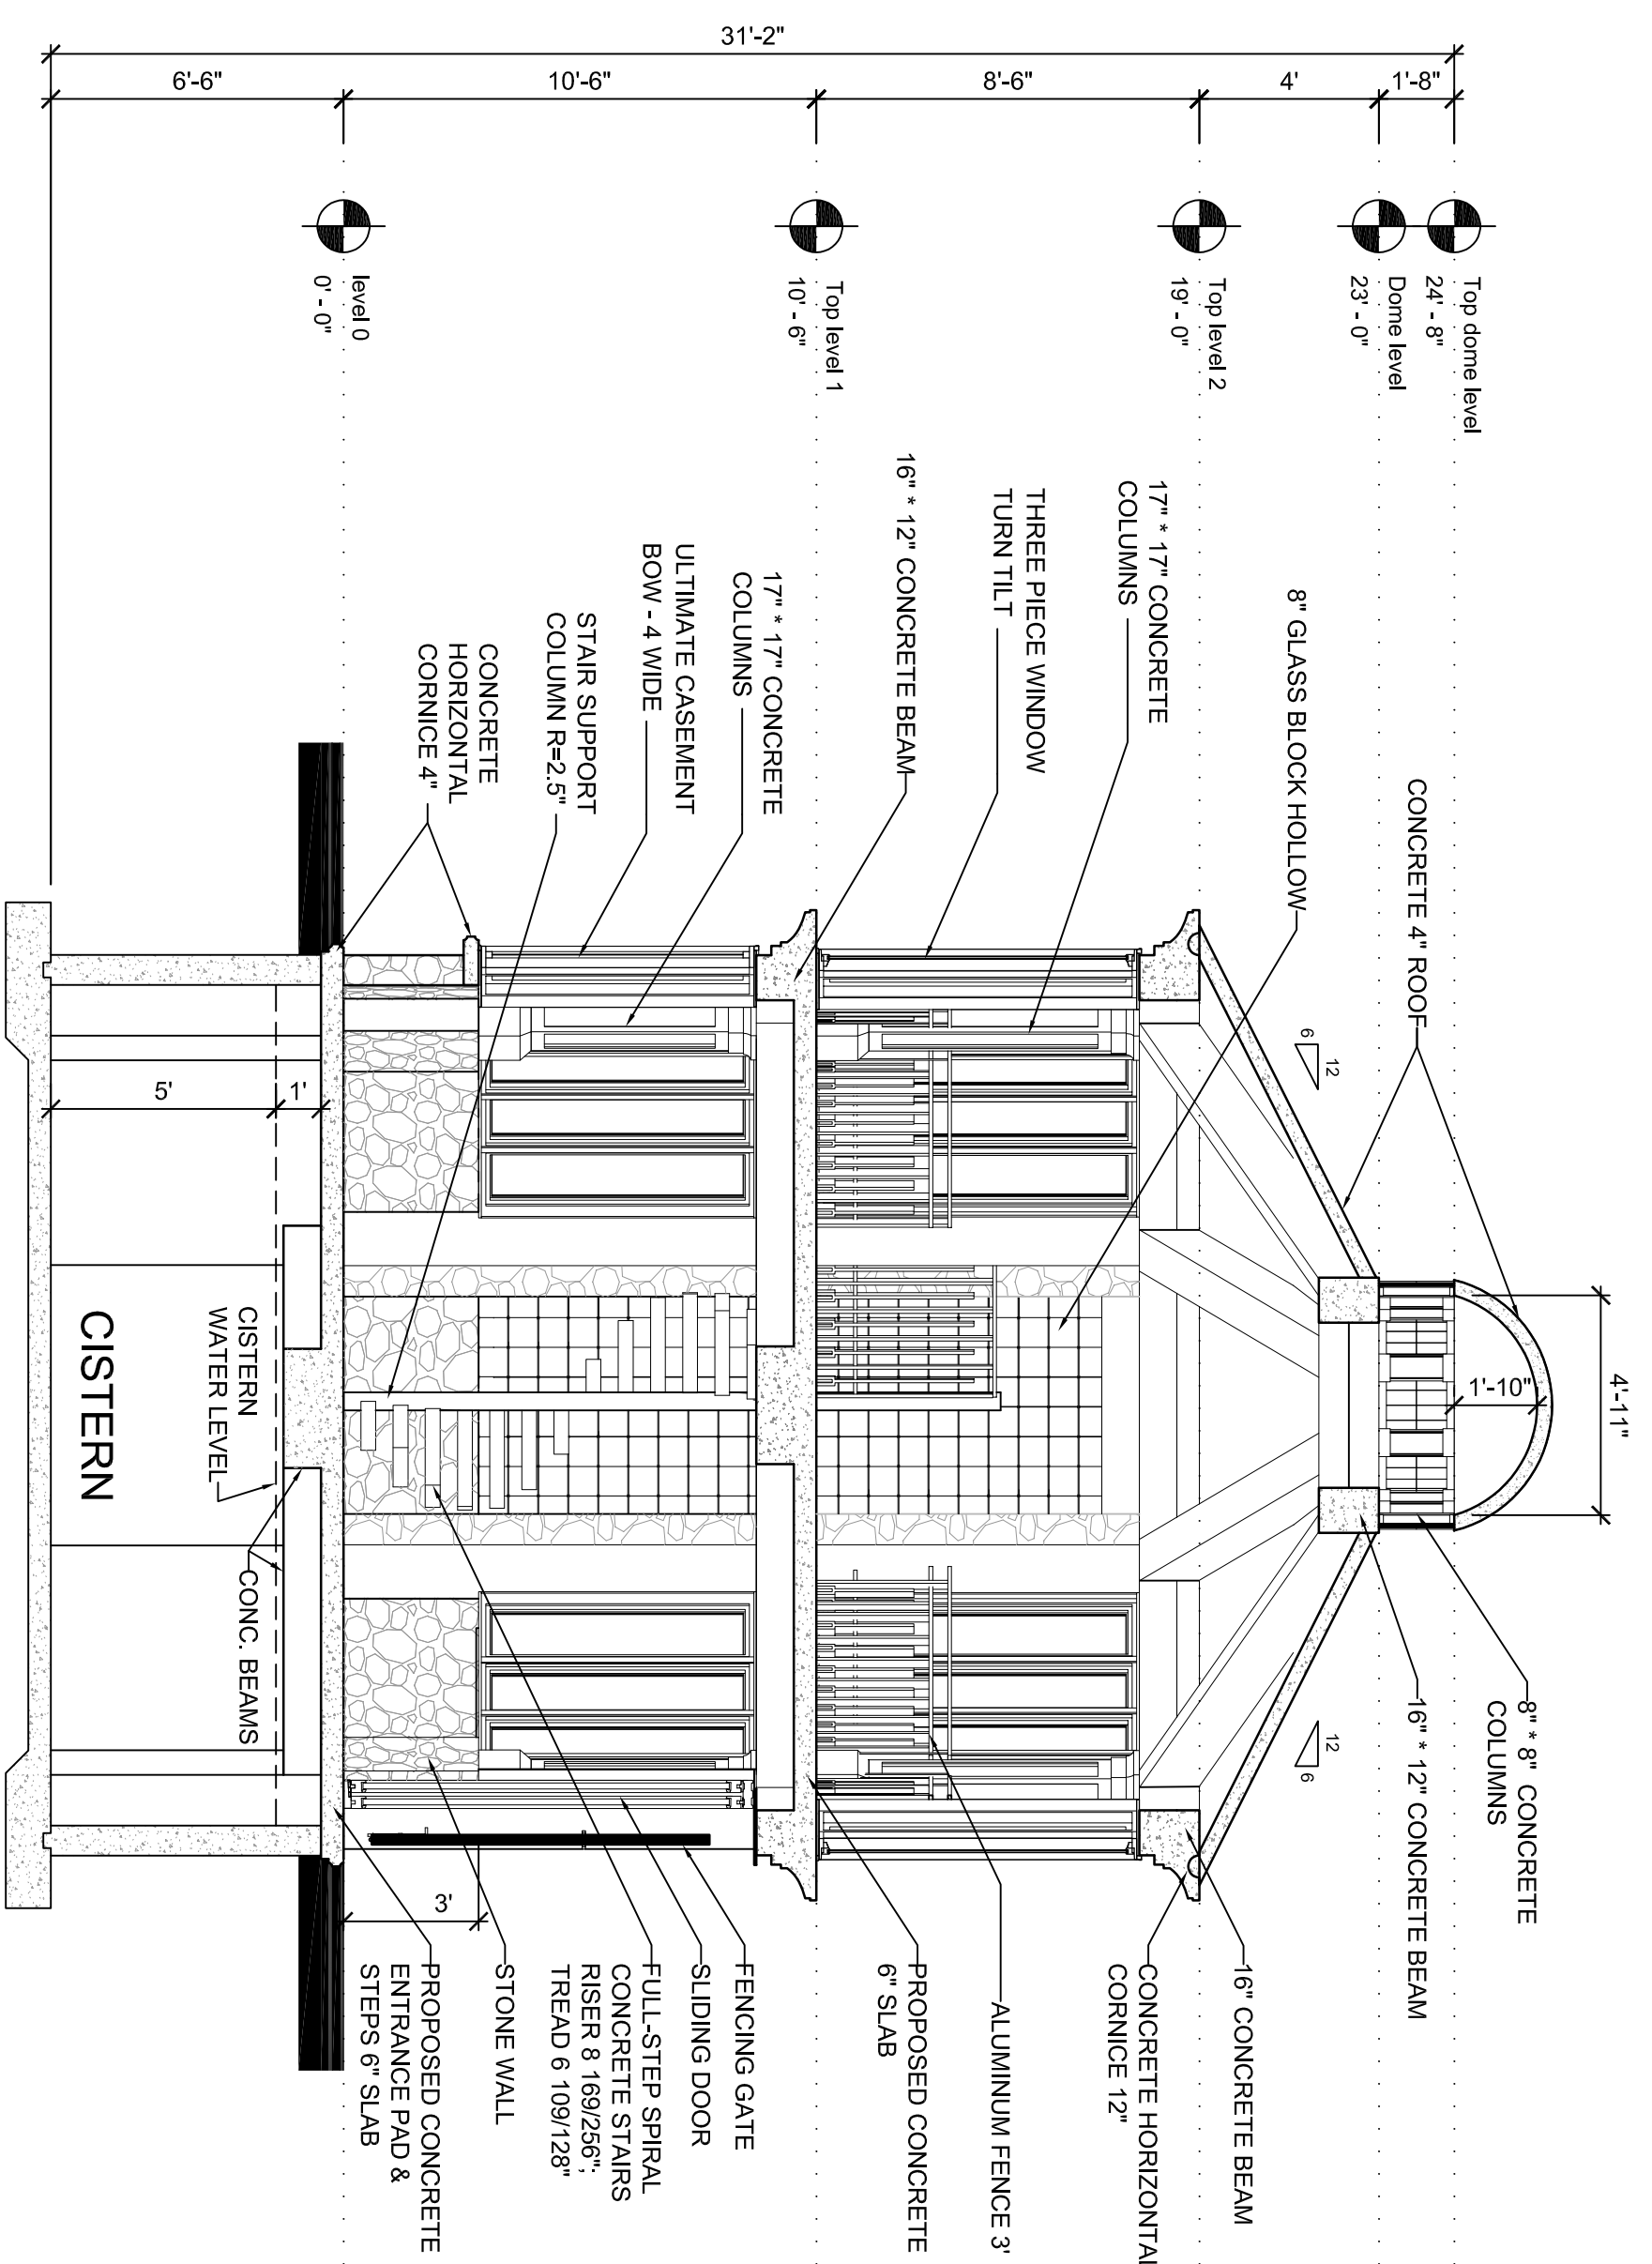 31'-2"
1'-8"
4'
8'-6"
10'-6"
6'-6"
Top dome level
24' - 8"
Dome level
23' - 0"
Top level 2
19' - 0"
Top level 1
10' - 6"
level 0
0' - 0"
CONCRETE 4" ROOF
8" GLASS BLOCK HOLLOW
17" * 17" CONCRETE
COLUMNS
THREE PIECE WINDOW
TURN TILT
16" * 12" CONCRETE BEAM
17" * 17" CONCRETE
COLUMNS
ULTIMATE CASEMENT
BOW - 4 WIDE
STAIR SUPPORT
COLUMN R=2.5"
CONCRETE
HORIZONTAL
CORNICE 4"
12
6
4'-11"
1'-10"
12
6
1'
5'
CISTERN
WATER LEVEL
CONC. BEAMS
CISTERN
3'
8" * 8" CONCRETE
COLUMNS
16" * 12" CONCRETE BEAM
16" CONCRETE BEAM
CONCRETE HORIZONTAL
CORNICE 12"
ALUMINUM FENCE 3'
PROPOSED CONCRETE
6" SLAB
FENCING GATE
SLIDING DOOR
FULL-STEP SPIRAL
CONCRETE STAIRS
RISER 8 169/256";
TREAD 6 109/128"
STONE WALL
PROPOSED CONCRETE
ENTRANCE PAD &
STEPS 6" SLAB